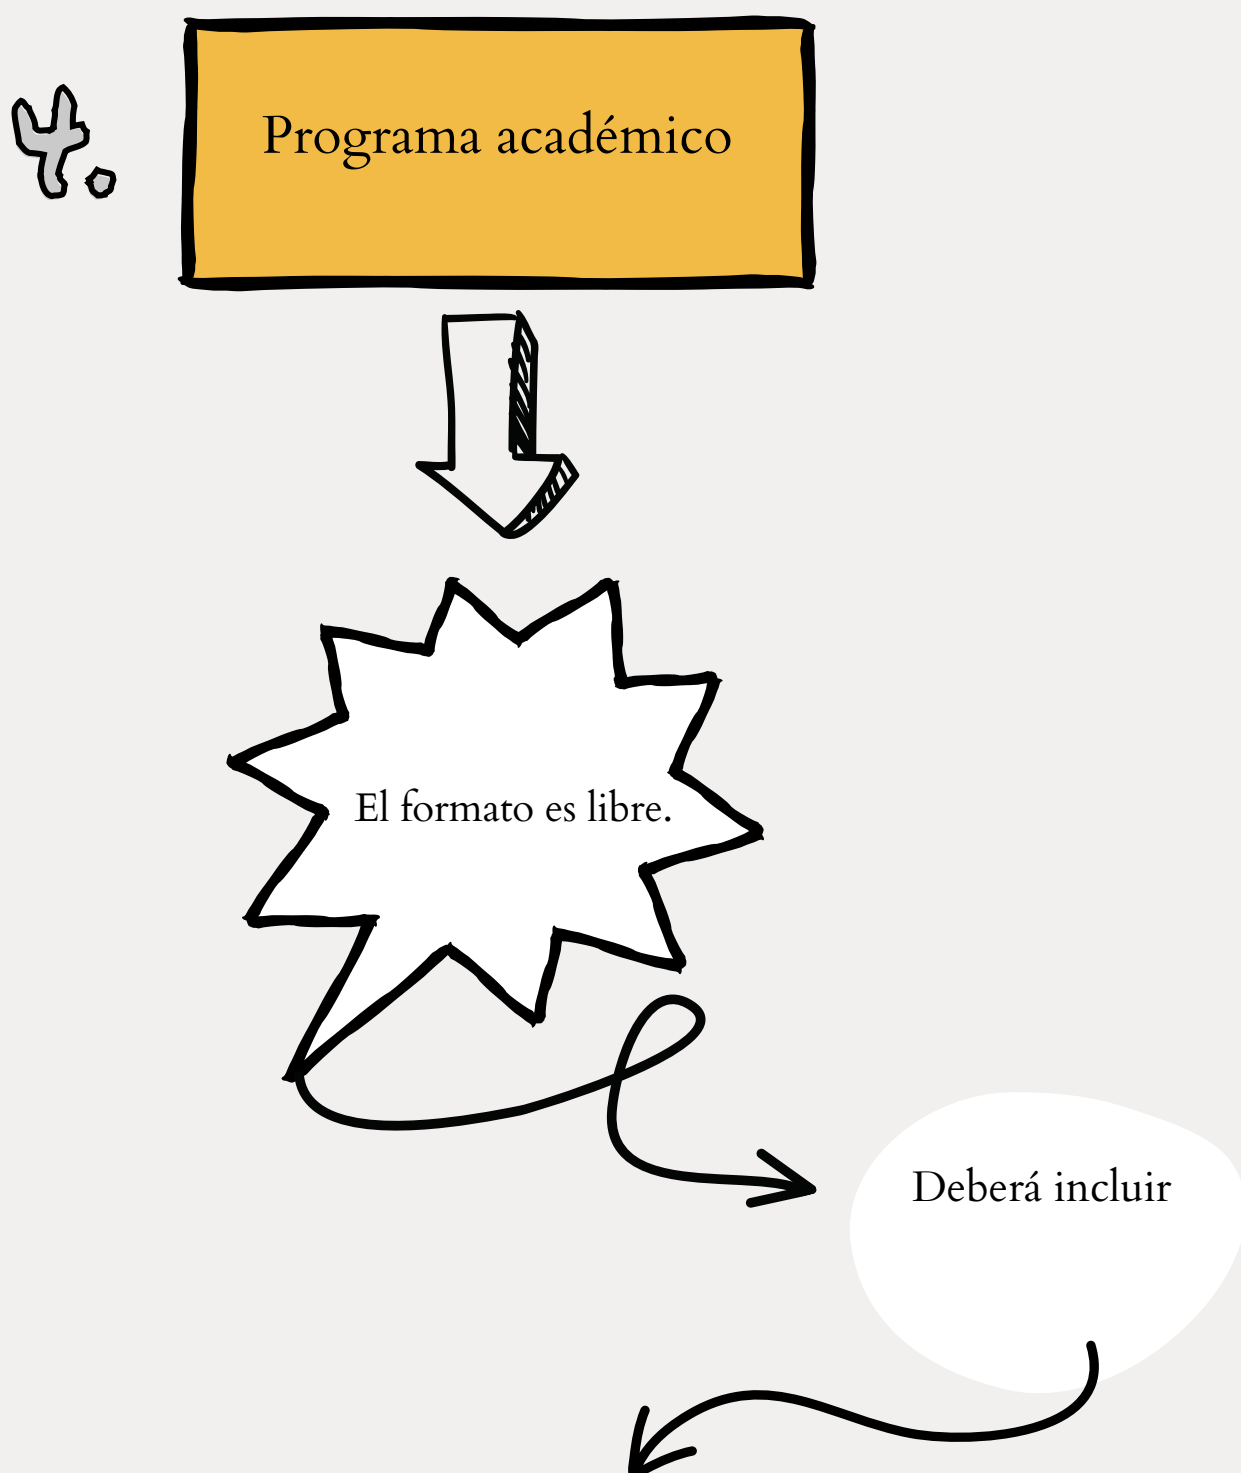 4.
Programa académico
El formato es libre.
Deberá incluir